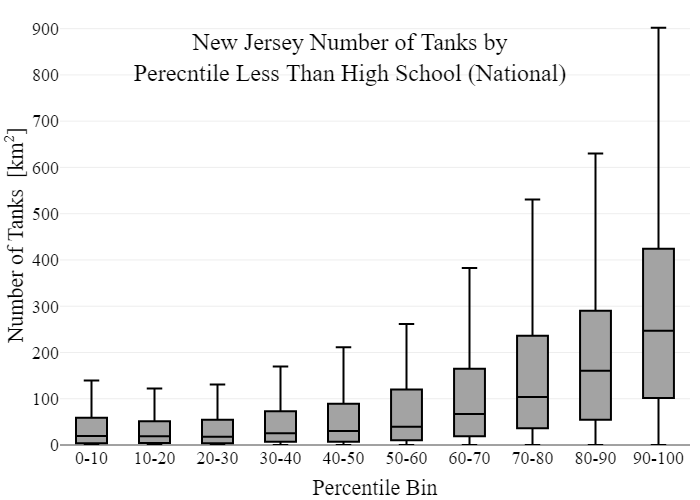 New Jersey Number of Tanks by
Perecntile Less Than High School (National)
Number of Tanks [km²]
900
800
700
600
500
400
300
200
100
0
0-10 10-20 20-30 30-40 40-50 50-60 60-70 70-80 80-90 90-100
Percentile Bin